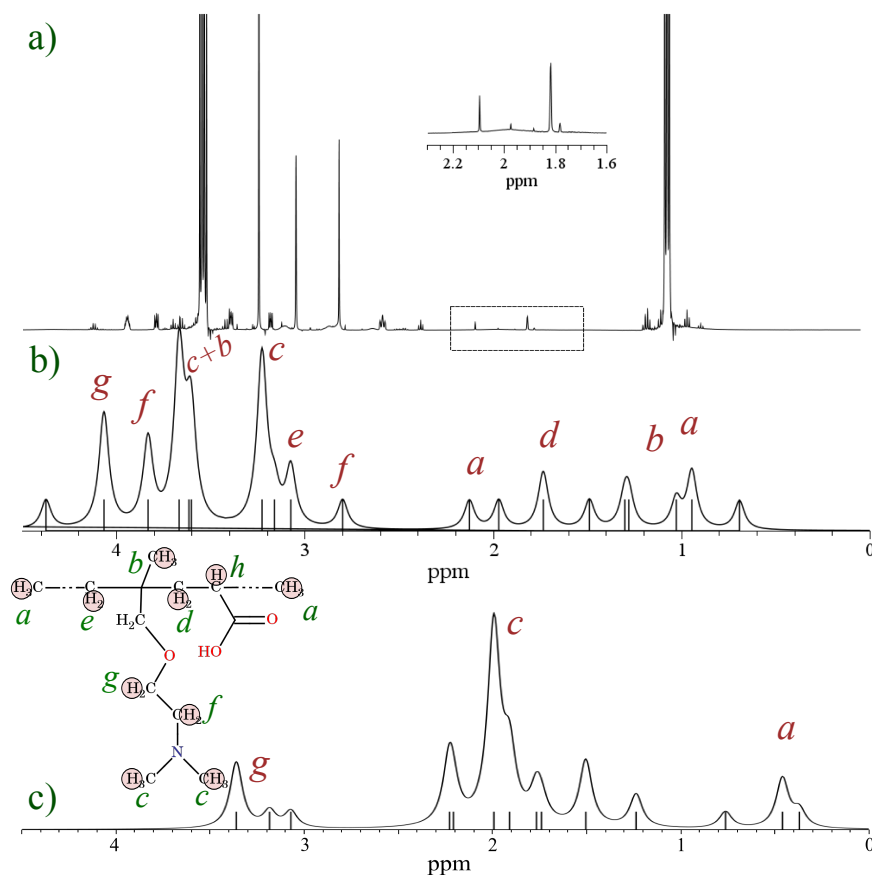 a)
2.2 2 1.8 1.6
ppm
b)
g f c+b c e f a d b a
4 3 2 1 0
ppm
b CH₃
H₃C C C C CH CH₃
h
a e H₂ H₂C d H₂ a
O
HO
O
g H₂C
CH₂ f
N
H₃C CH₃
c c
c)
g c a
4 3 2 1 0
ppm